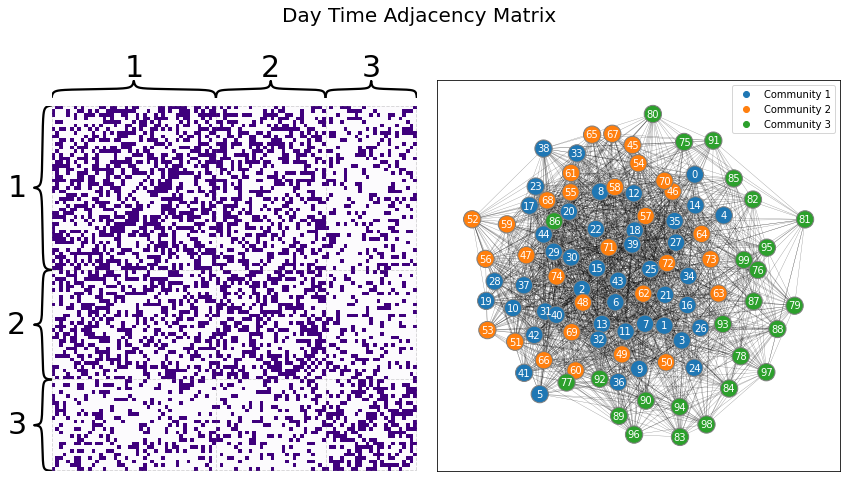 Day Time Adjacency Matrix
1 2 3
1
2
3
Community 1
Community 2
Community 3
80
65 67
45
75 91
38 33
54
61 0 85
23 55 8 58 12 70 46
17 68 82
20 14
52 59 86 57 35 4 81
44 22 18 64
71 39 27 95
56 47 29 30 73 99
15 25 72 76
28 37 74 43 34
19 2 62 21 63
10 48 6 16 87 79
31 40
53 42 69 13 11 7 1 26 93 88
51 32 3
66 49 78
41 60 9 50 24 97
77 92 36
5 84
90 94
89 98
96 83